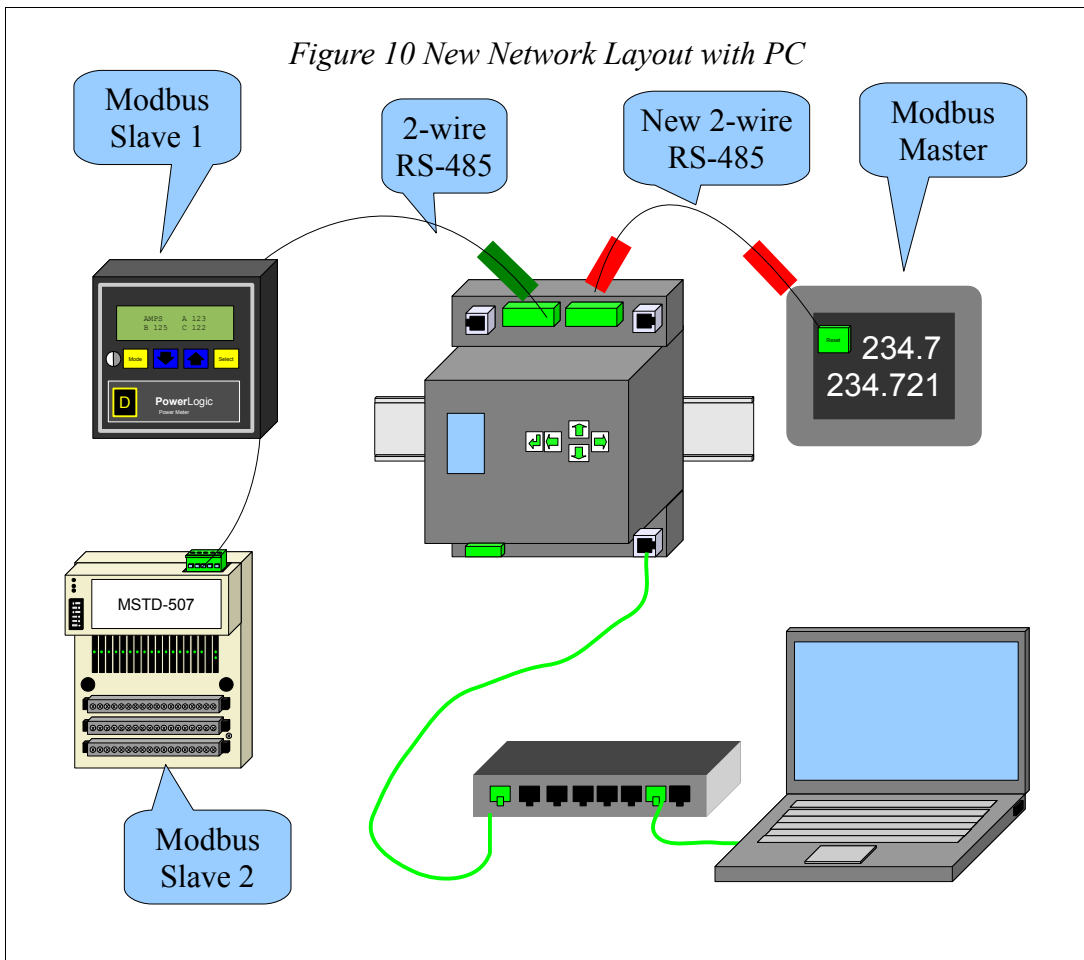 Figure 10 New Network Layout with PC
Modbus
Slave 1
2-wire
RS-485
New 2-wire
RS-485
Modbus
Master
AMPS A 123
B 125 C 122
Mode
Select
D
PowerLogic
Power Meter
Reset
234.7
234.721
MSTD-507
Modbus
Slave 2